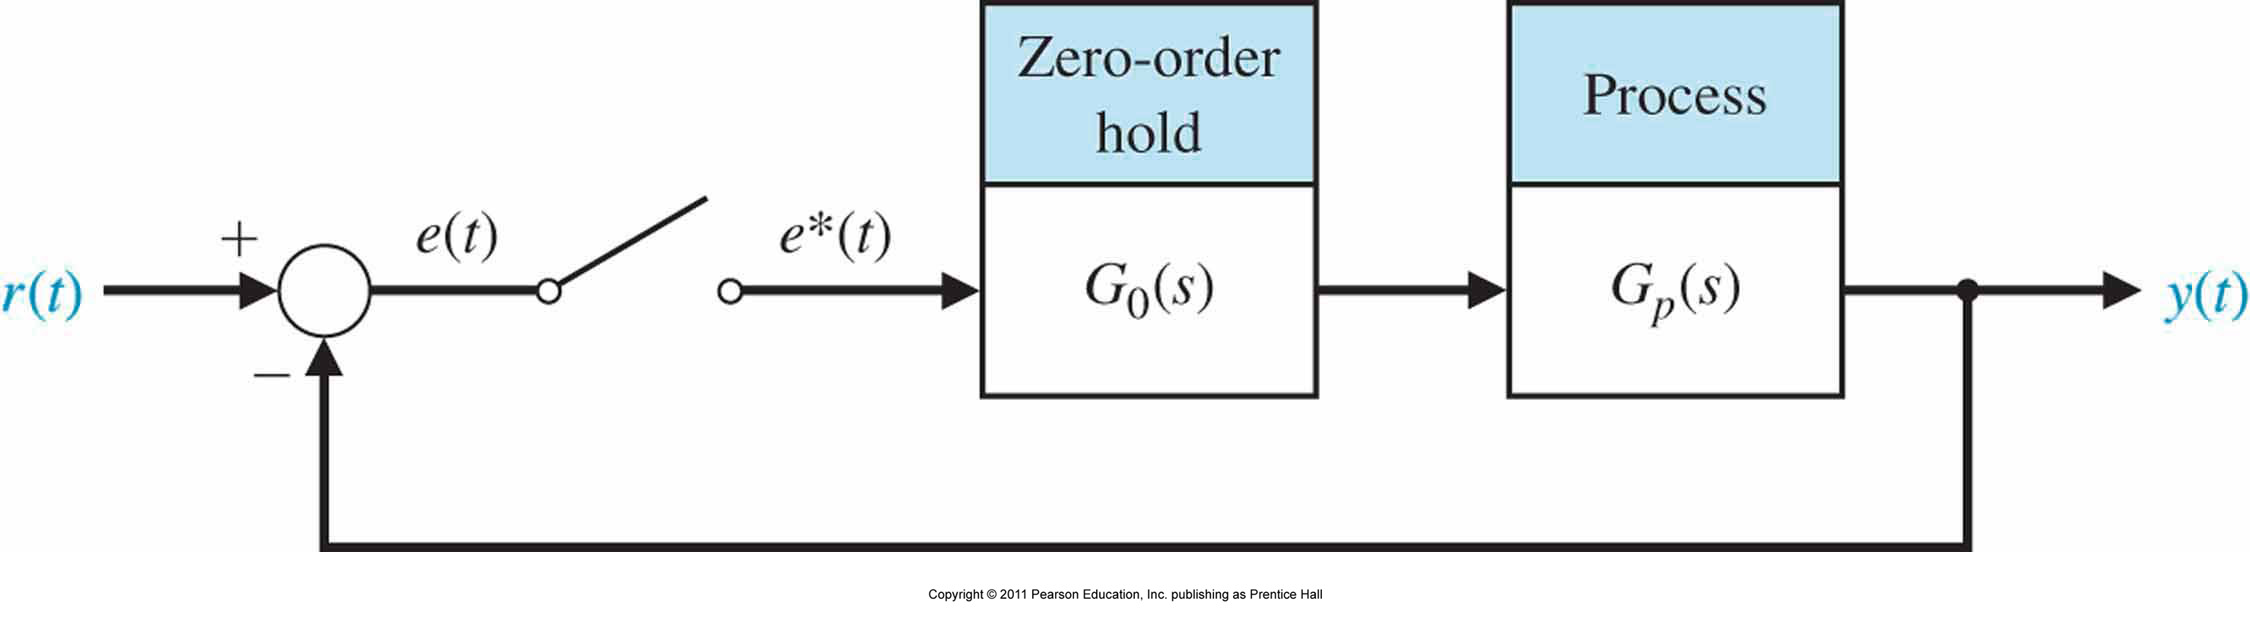 Zero-order
hold
Process
+
e(t)
e*(t)
r(t)
G₀(s)
Gₚ(s)
y(t)
−
Copyright © 2011 Pearson Education, Inc. publishing as Prentice Hall